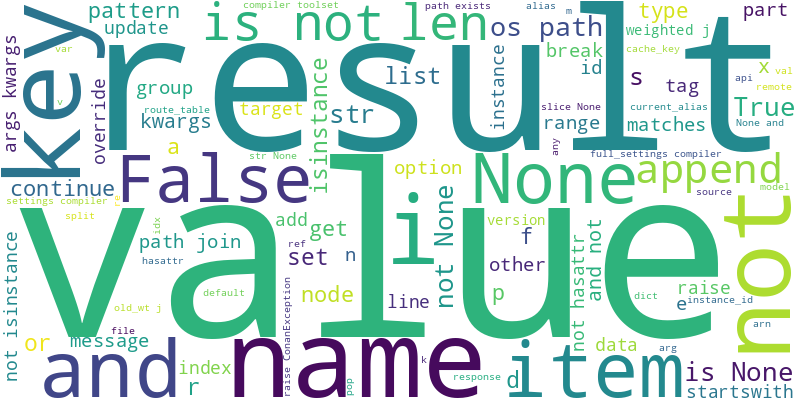 pattern
update
compiler toolset
is not
len
path exists
alias
m
os path
type
weighted j
part
key
result
args kwargs
override
group
route_table
kwargs
target
isinstance
list
str
instance
break
id
range
s
tag
cache_key
x
var
val
api
remote
True
None and
matches
slice None
current_alias
v
a
continue
False
str None
option
None
any
full_settings compiler
append
source
model
not
settings compiler
split
re
value
idx
add
get
i
not None
version
f
other
path join
hasattr
ref
set
n
node
default
line
p
not hasattr
and not
dict
raise
e
instance_id
not isinstance
old_wt j
file
or
message
index
r
and
name
raise ConanException
pop
k
response
d
item
data
arg
arn
is None
startswith